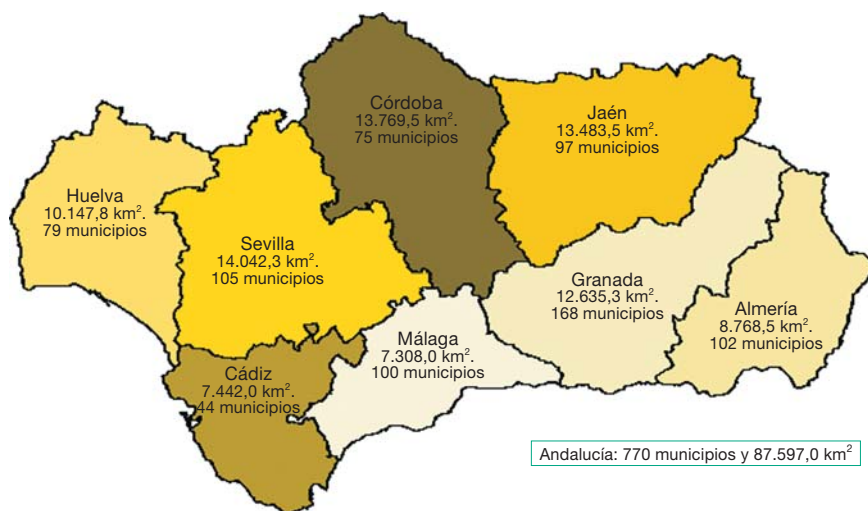 Córdoba
13.769,5 km².
75 municipios
Jaén
13.483,5 km².
97 municipios
Huelva
10.147,8 km².
79 municipios
Sevilla
14.042,3 km².
105 municipios
Granada
12.635,3 km².
168 municipios
Almería
8.768,5 km².
102 municipios
Málaga
7.308,0 km².
100 municipios
Cádiz
7.442,0 km².
44 municipios
Andalucía: 770 municipios y 87.597,0 km²